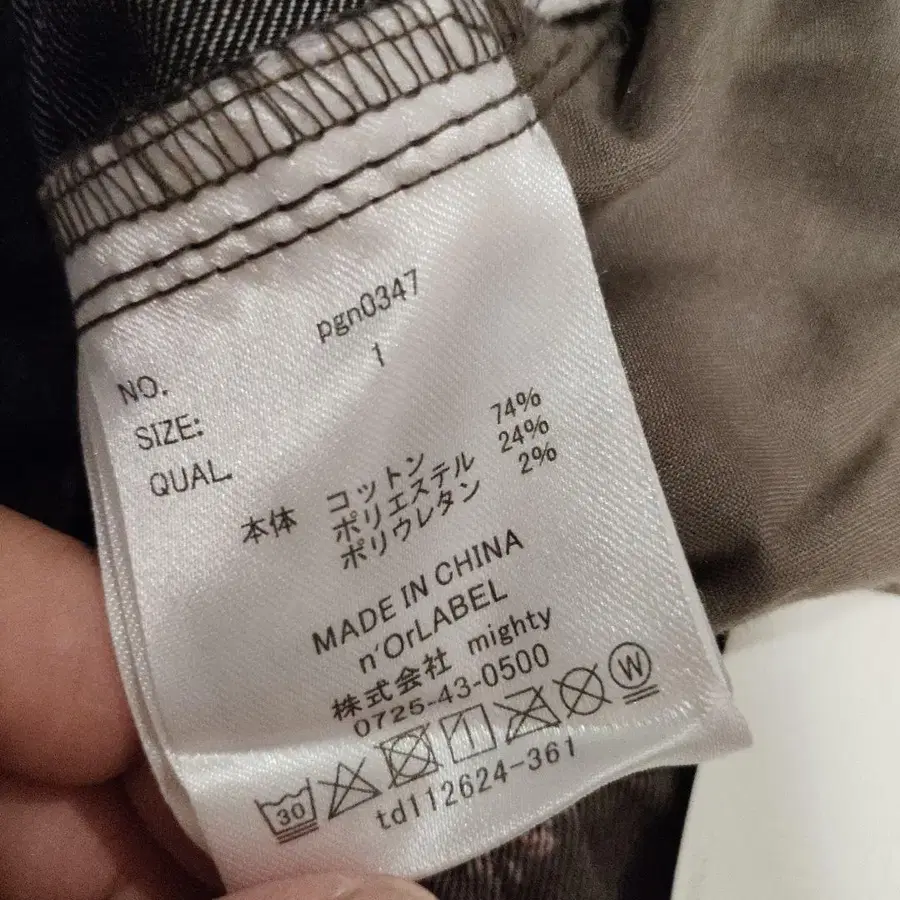 NO. pgn0347
SIZE: 1
QUAL.
本体 コットン 74%
ポリエステル 24%
ポリウレタン 2%
MADE IN CHINA
n'OrLABEL
株式会社 mighty
0725-43-0500
30 W
td112624-361